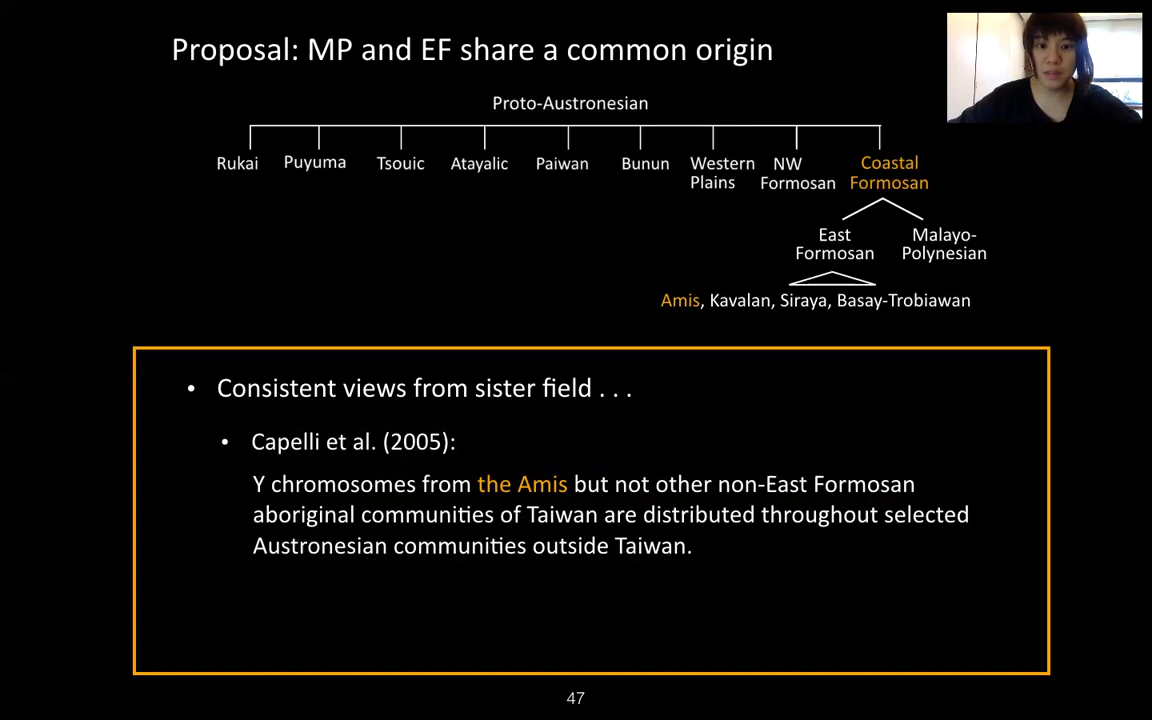 Proposal: MP and EF share a common origin
Proto-Austronesian
Rukai Puyuma Tsouic Atayalic Paiwan Bunun Western Plains NW Formosan Coastal Formosan
East Formosan Malayo-Polynesian
Amis, Kavalan, Siraya, Basay-Trobiawan
• Consistent views from sister field . . .
• Capelli et al. (2005):
Y chromosomes from the Amis but not other non-East Formosan
aboriginal communities of Taiwan are distributed throughout selected
Austronesian communities outside Taiwan.
47